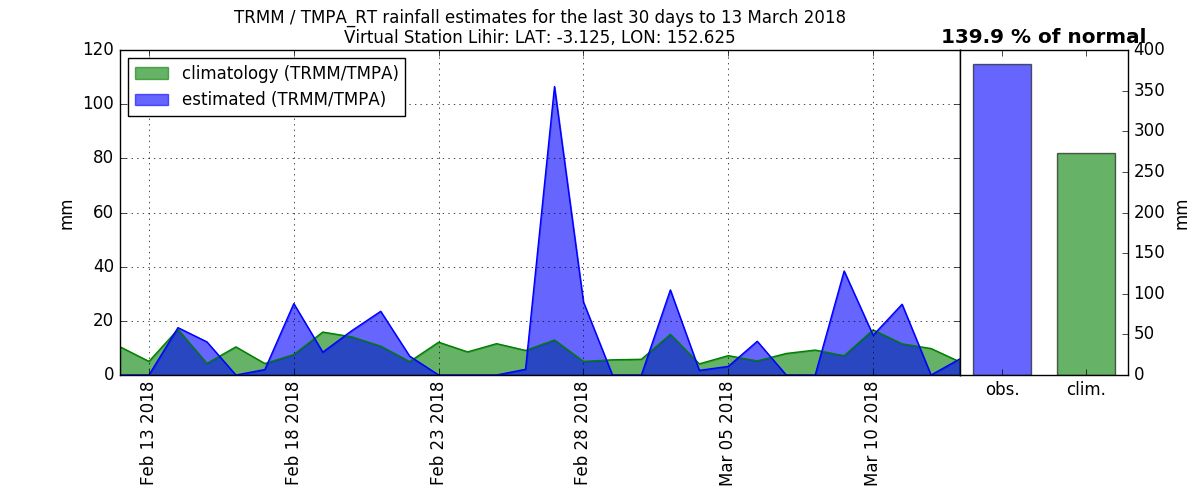 TRMM / TMPA_RT rainfall estimates for the last 30 days to 13 March 2018
Virtual Station Lihir: LAT: -3.125, LON: 152.625
139.9 % of normal
climatology (TRMM/TMPA)
estimated (TRMM/TMPA)
120
100
80
60
40
20
0
mm
Feb 13 2018
Feb 18 2018
Feb 23 2018
Feb 28 2018
Mar 05 2018
Mar 10 2018
400
350
300
250
200
150
100
50
0
mm
obs.
clim.